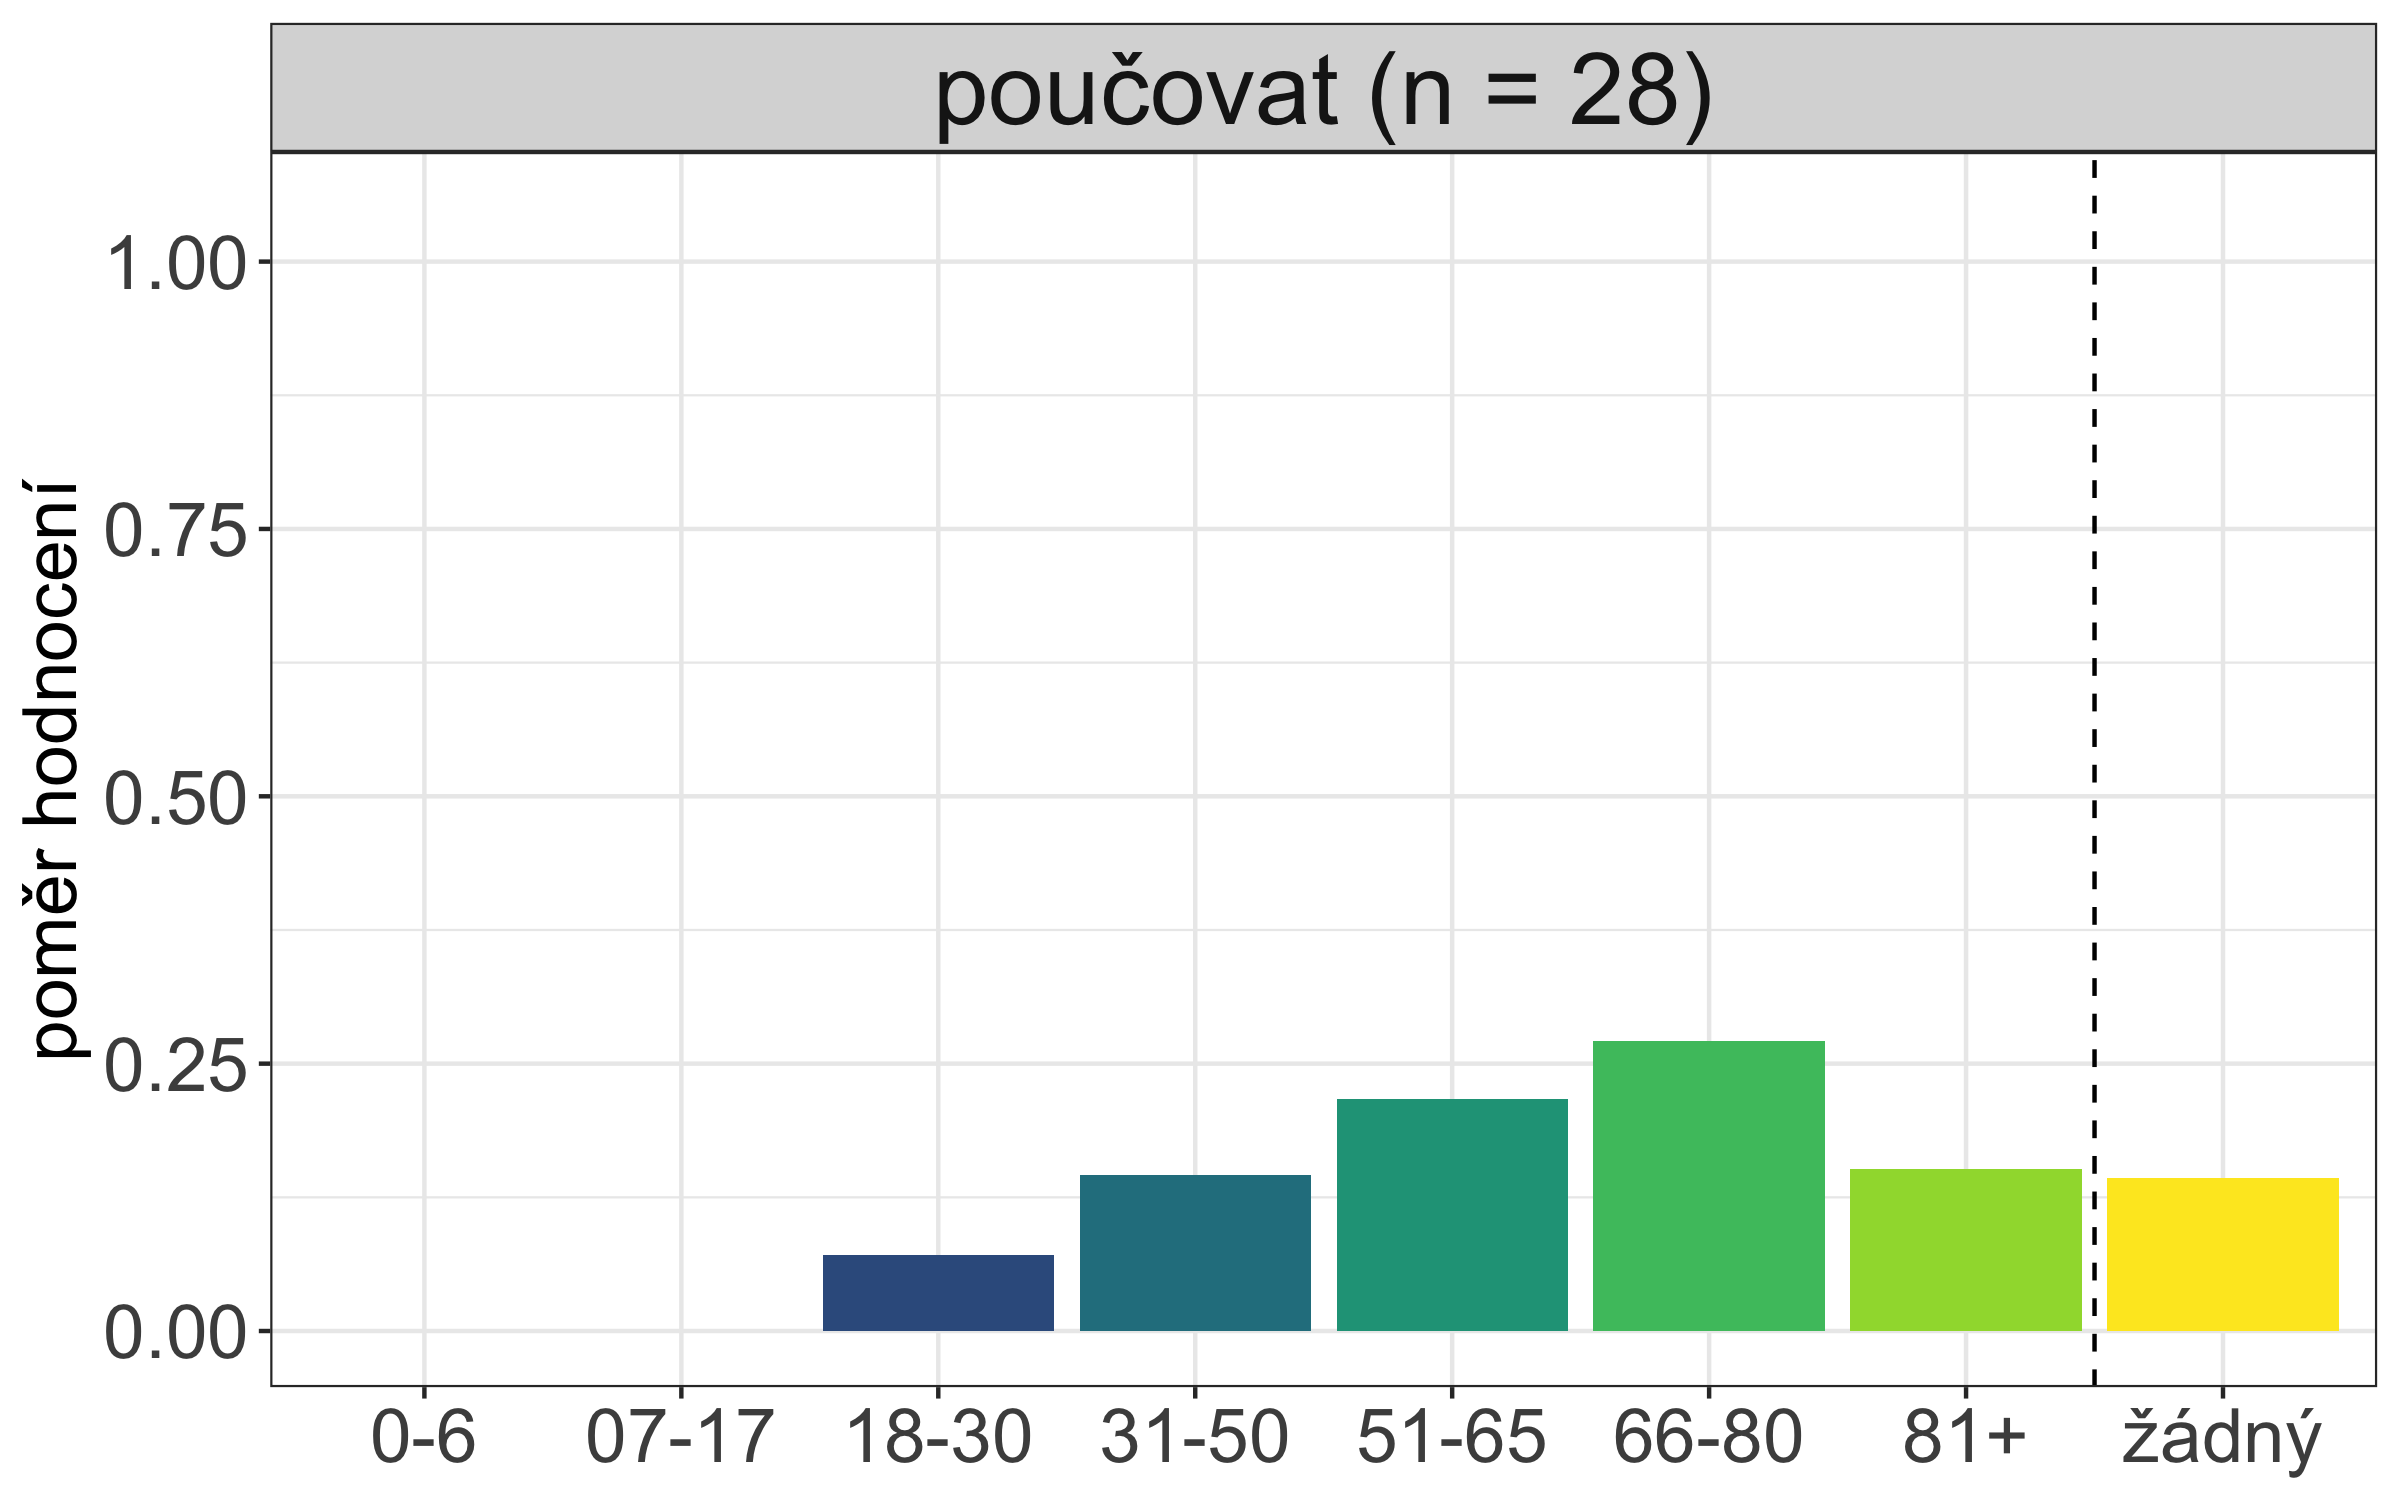 poučovat (n = 28)
poměr hodnocení
1.00
0.75
0.50
0.25
0.00
0-6 07-17 18-30 31-50 51-65 66-80 81+ žádný